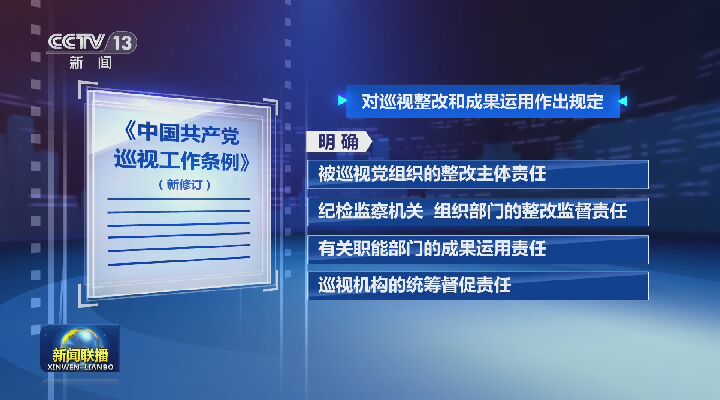 CCTV 13
新闻
《中国共产党
巡视工作条例》
（新修订）
对巡视整改和成果运用作出规定
明确
被巡视党组织的整改主体责任
纪检监察机关 组织部门的整改监督责任
有关职能部门的成果运用责任
巡视机构的统筹督促责任
新闻联播
XINWEN-LIANBO